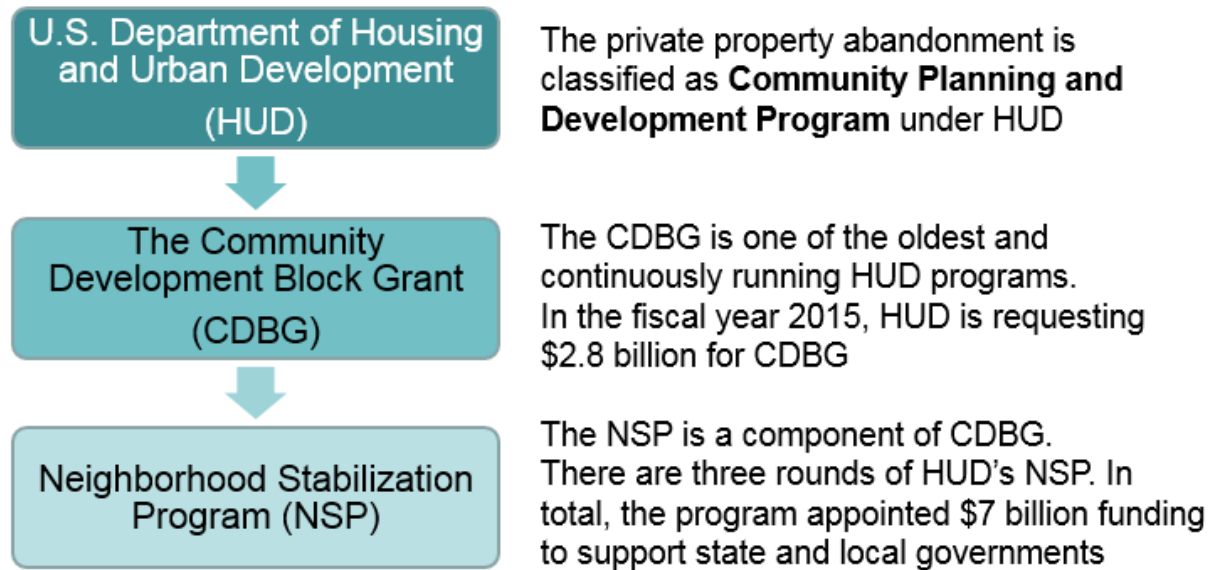 U.S. Department of Housing
and Urban Development
(HUD)
The private property abandonment is
classified as Community Planning and
Development Program under HUD
The Community
Development Block Grant
(CDBG)
The CDBG is one of the oldest and
continuously running HUD programs.
In the fiscal year 2015, HUD is requesting
$2.8 billion for CDBG
Neighborhood Stabilization
Program (NSP)
The NSP is a component of CDBG.
There are three rounds of HUD's NSP. In
total, the program appointed $7 billion funding
to support state and local governments